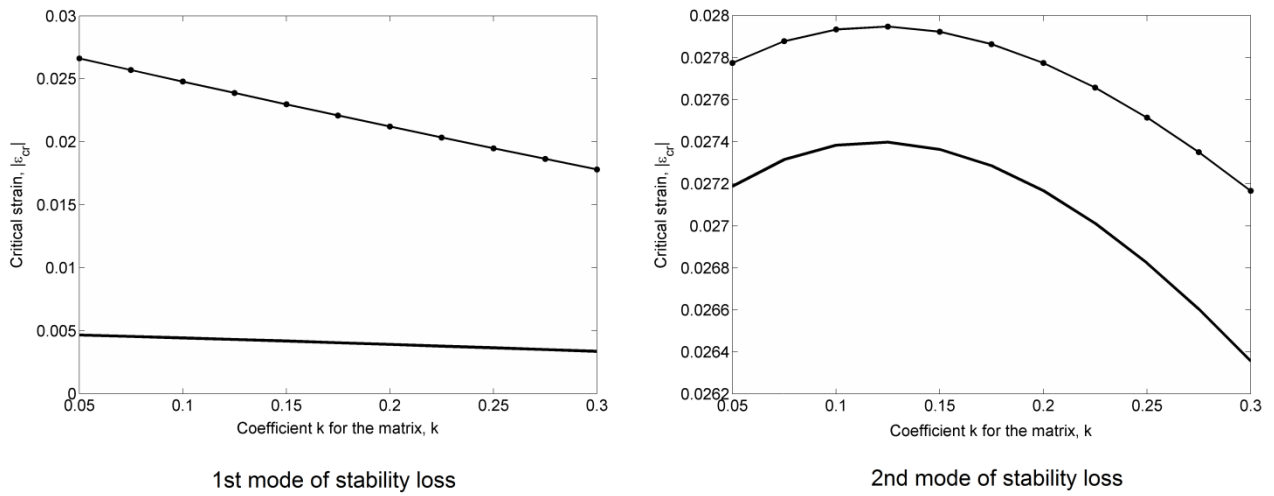 0.03
0.025
0.02
0.015
0.01
0.005
0
Critical strain, |εcr|
0.05 0.1 0.15 0.2 0.25 0.3
Coefficient k for the matrix, k
1st mode of stability loss
0.028
0.0278
0.0276
0.0274
0.0272
0.027
0.0268
0.0266
0.0264
0.0262
Critical strain, |εcr|
0.05 0.1 0.15 0.2 0.25 0.3
Coefficient k for the matrix, k
2nd mode of stability loss